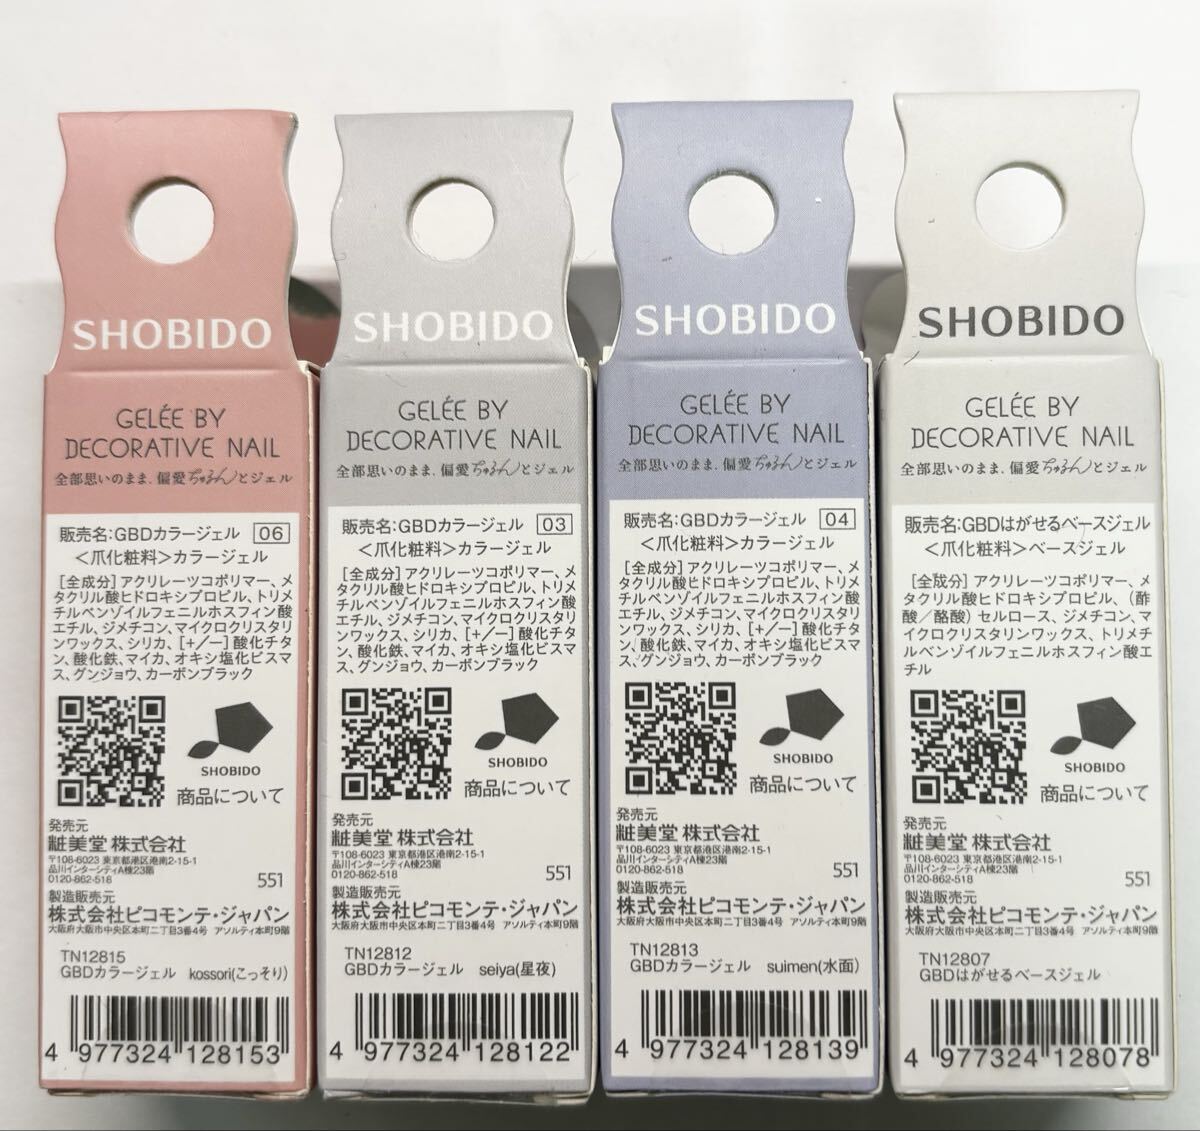 SHOBIDO
GELÉE BY
DECORATIVE NAIL
全部思いのまま、偏愛ちゅるんとジェル
販売名:GBDカラージェル 06
<爪化粧料>カラージェル
[全成分]アクリレーツコポリマー、メ
タクリル酸ヒドロキシプロピル、トリメ
チルベンゾイルフェニルホスフィン酸
エチル、ジメチコン、マイクロクリスタリ
ンワックス、シリカ、[+/ー]酸化チタ
ン、酸化鉄、マイカ、オキシ塩化ビスマ
ス、グンジョウ、カーボンブラック
SHOBIDO
商品について
発売元
粧美堂 株式会社
〒108-6023 東京都港区港南2-15-1
品川インターシティA棟23階
0120-862-518
551
製造販売元
株式会社ピコモンテ・ジャパン
大阪府大阪市中央区本町二丁目3番4号 アソルティ本町9階
TN12815
GBDカラージェル kossori(こっそり)
4 977324 128153
SHOBIDO
GELÉE BY
DECORATIVE NAIL
全部思いのまま、偏愛ちゅるんとジェル
販売名:GBDカラージェル 03
<爪化粧料>カラージェル
[全成分]アクリレーツコポリマー、メ
タクリル酸ヒドロキシプロピル、トリメ
チルベンゾイルフェニルホスフィン酸
エチル、ジメチコン、マイクロクリスタリ
ンワックス、シリカ、[+/ー]酸化チタ
ン、酸化鉄、マイカ、オキシ塩化ビスマ
ス、グンジョウ、カーボンブラック
SHOBIDO
商品について
発売元
粧美堂 株式会社
〒108-6023 東京都港区港南2-15-1
品川インターシティA棟23階
0120-862-518
551
製造販売元
株式会社ピコモンテ・ジャパン
大阪府大阪市中央区本町二丁目3番4号 アソルティ本町9階
TN12812
GBDカラージェル seiya(星夜)
4 977324 128122
SHOBIDO
GELÉE BY
DECORATIVE NAIL
全部思いのまま、偏愛ちゅるんとジェル
販売名:GBDカラージェル 04
<爪化粧料>カラージェル
[全成分]アクリレーツコポリマー、メ
タクリル酸ヒドロキシプロピル、トリメ
チルベンゾイルフェニルホスフィン酸
エチル、ジメチコン、マイクロクリスタリ
ンワックス、シリカ、[+/ー]酸化チタ
ン、酸化鉄、マイカ、オキシ塩化ビスマ
ス、グンジョウ、カーボンブラック
SHOBIDO
商品について
発売元
粧美堂 株式会社
〒108-6023 東京都港区港南2-15-1
品川インターシティA棟23階
0120-862-518
551
製造販売元
株式会社ピコモンテ・ジャパン
大阪府大阪市中央区本町二丁目3番4号 アソルティ本町9階
TN12813
GBDカラージェル suimen(水面)
4 977324 128139
SHOBIDO
GELÉE BY
DECORATIVE NAIL
全部思いのまま、偏愛ちゅるんとジェル
販売名:GBDはがせるベースジェル
<爪化粧料>ベースジェル
[全成分]アクリレーツコポリマー、メ
タクリル酸ヒドロキシプロピル、(酢
酸/酪酸)セルロース、ジメチコン、マ
イクロクリスタリンワックス、トリメチ
ルベンゾイルフェニルホスフィン酸エ
チル
SHOBIDO
商品について
発売元
粧美堂 株式会社
〒108-6023 東京都港区港南2-15-1
品川インターシティA棟23階
0120-862-518
551
製造販売元
株式会社ピコモンテ・ジャパン
大阪府大阪市中央区本町二丁目3番4号 アソルティ本町9階
TN12807
GBDはがせるベースジェル
4 977324 128078